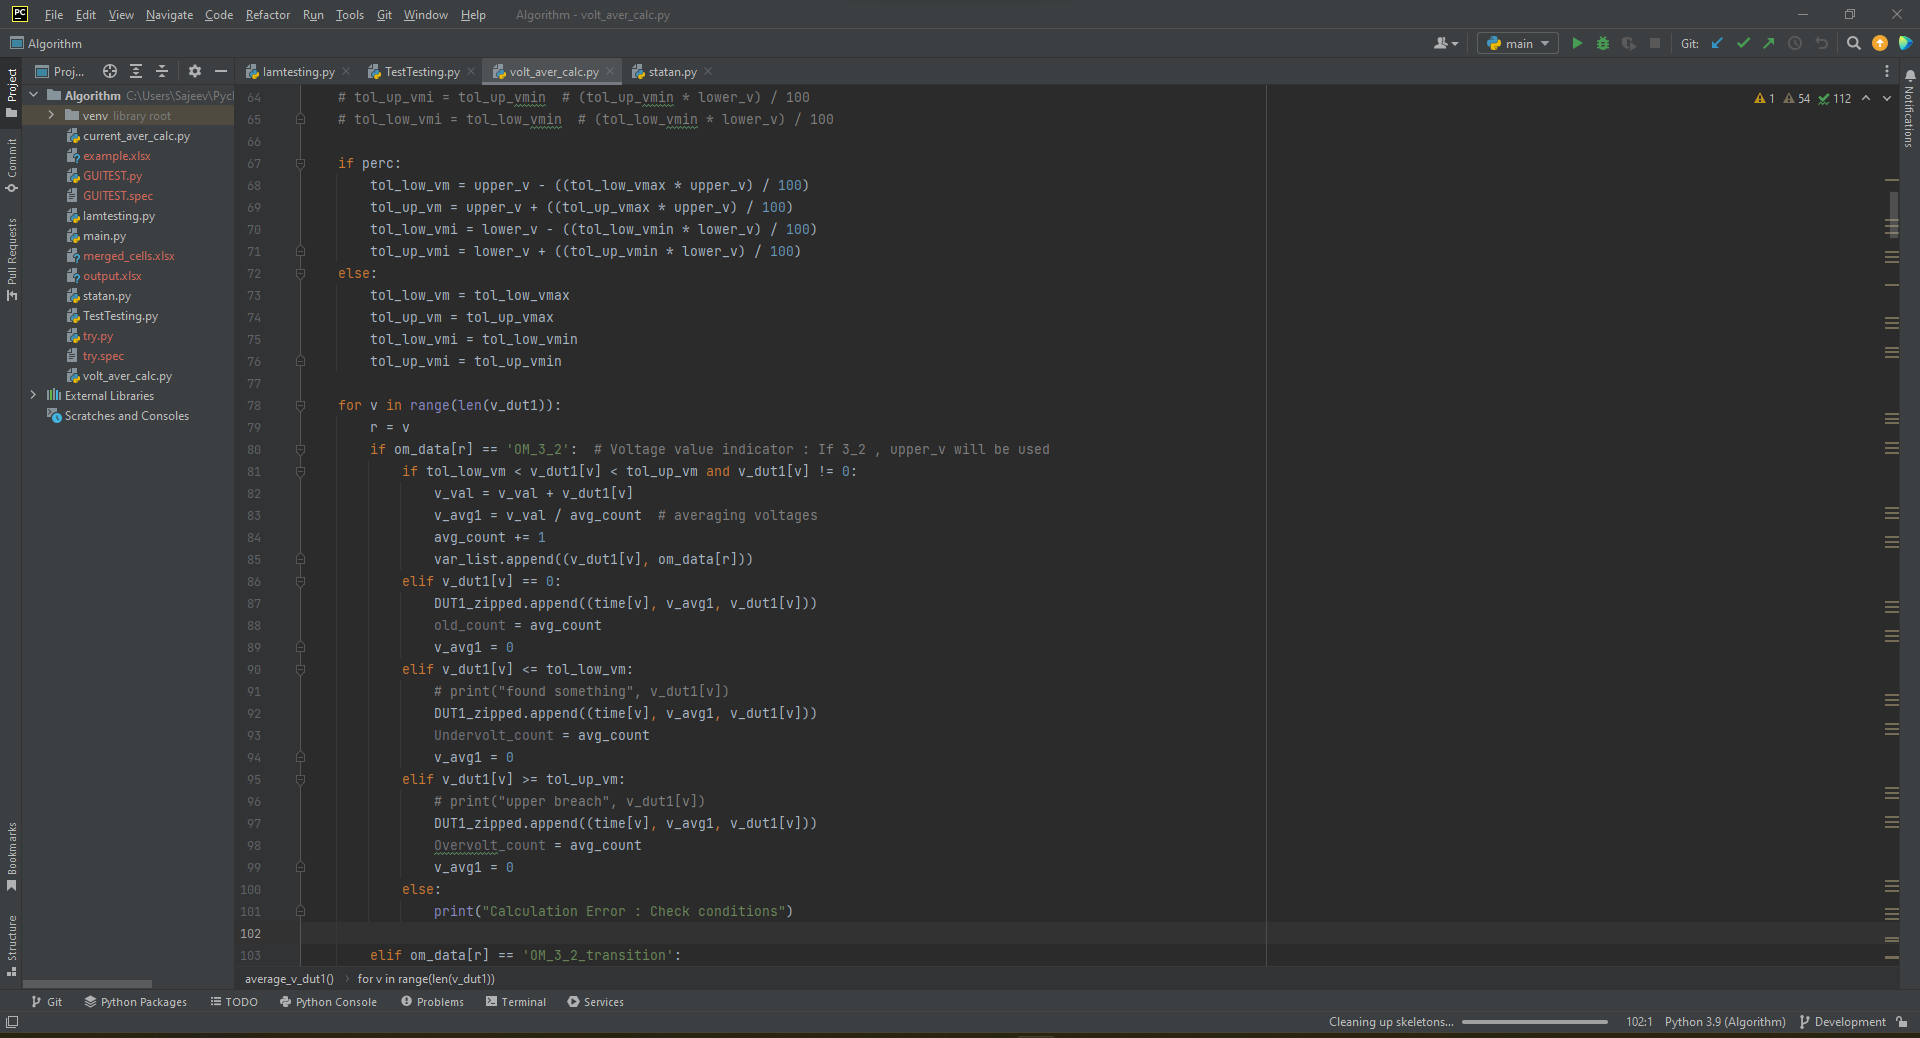 PC File Edit View Navigate Code Refactor Run Tools Git Window Help Algorithm - volt_aver_calc.py
Algorithm main Git:
Proj... lamtesting.py TestTesting.py volt_aver_calc.py statan.py
Project
Commit
Pull Requests
Bookmarks
Structure
Notifications
Algorithm C:\Users\Sajeev\Pycl
venv library root
current_aver_calc.py
example.xlsx
GUITEST.py
GUITEST.spec
lamtesting.py
main.py
merged_cells.xlsx
output.xlsx
statan.py
TestTesting.py
try.py
try.spec
volt_aver_calc.py
External Libraries
Scratches and Consoles
1 54 112
64 # tol_up_vmi = tol_up_vmin # (tol_up_vmin * lower_v) / 100
65 # tol_low_vmi = tol_low_vmin # (tol_low_vmin * lower_v) / 100
66
67 if perc:
68 tol_low_vm = upper_v - ((tol_low_vmax * upper_v) / 100)
69 tol_up_vm = upper_v + ((tol_up_vmax * upper_v) / 100)
70 tol_low_vmi = lower_v - ((tol_low_vmin * lower_v) / 100)
71 tol_up_vmi = lower_v + ((tol_up_vmin * lower_v) / 100)
72 else:
73 tol_low_vm = tol_low_vmax
74 tol_up_vm = tol_up_vmax
75 tol_low_vmi = tol_low_vmin
76 tol_up_vmi = tol_up_vmin
77
78 for v in range(len(v_dut1)):
79 r = v
80 if om_data[r] == 'OM_3_2': # Voltage value indicator : If 3_2 , upper_v will be used
81 if tol_low_vm < v_dut1[v] < tol_up_vm and v_dut1[v] != 0:
82 v_val = v_val + v_dut1[v]
83 v_avg1 = v_val / avg_count # averaging voltages
84 avg_count += 1
85 var_list.append((v_dut1[v], om_data[r]))
86 elif v_dut1[v] == 0:
87 DUT1_zipped.append((time[v], v_avg1, v_dut1[v]))
88 old_count = avg_count
89 v_avg1 = 0
90 elif v_dut1[v] <= tol_low_vm:
91 # print("found something", v_dut1[v])
92 DUT1_zipped.append((time[v], v_avg1, v_dut1[v]))
93 Undervolt_count = avg_count
94 v_avg1 = 0
95 elif v_dut1[v] >= tol_up_vm:
96 # print("upper breach", v_dut1[v])
97 DUT1_zipped.append((time[v], v_avg1, v_dut1[v]))
98 Overvolt_count = avg_count
99 v_avg1 = 0
100 else:
101 print("Calculation Error : Check conditions")
102
103 elif om_data[r] == 'OM_3_2_transition':
average_v_dut1() for v in range(len(v_dut1))
Git Python Packages TODO Python Console Problems Terminal Services
Cleaning up skeletons... 102:1 Python 3.9 (Algorithm) Development